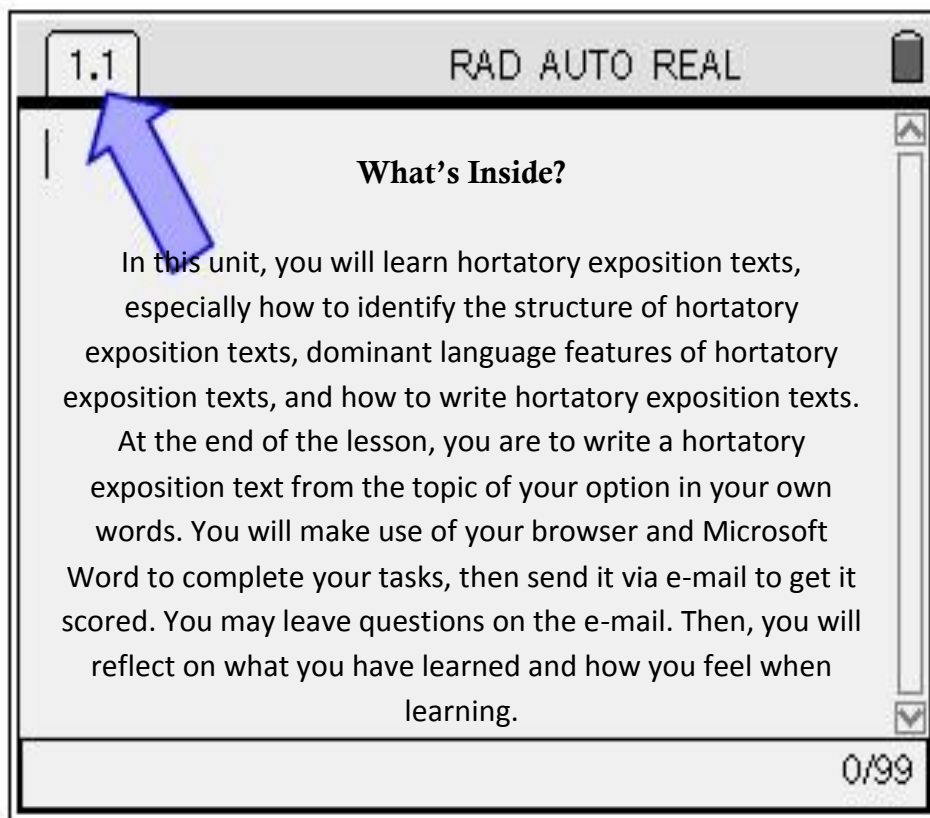 1.1 RAD AUTO REAL
What's Inside?
In this unit, you will learn hortatory exposition texts,
especially how to identify the structure of hortatory
exposition texts, dominant language features of hortatory
exposition texts, and how to write hortatory exposition texts.
At the end of the lesson, you are to write a hortatory
exposition text from the topic of your option in your own
words. You will make use of your browser and Microsoft
Word to complete your tasks, then send it via e-mail to get it
scored. You may leave questions on the e-mail. Then, you will
reflect on what you have learned and how you feel when
learning.
0/99